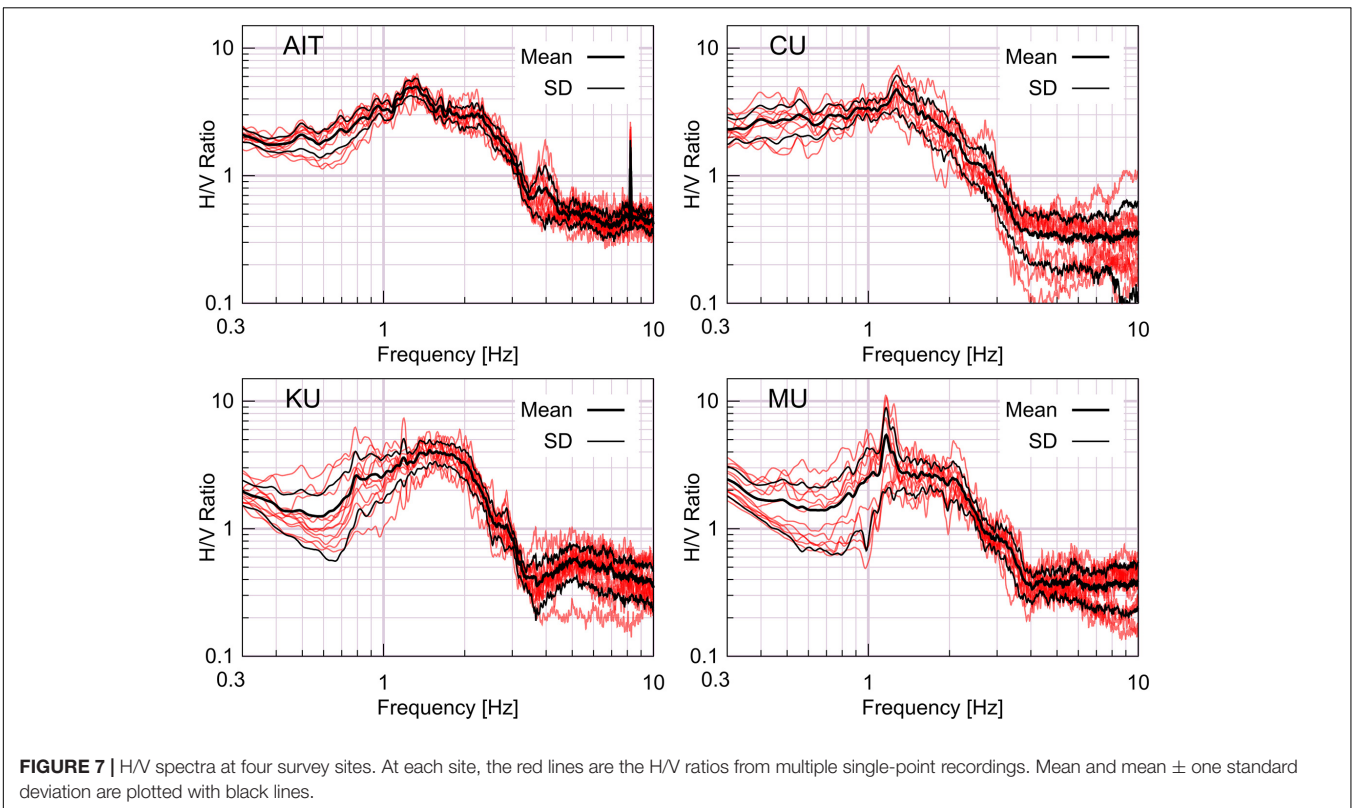 AIT
Mean
SD
10
1
0.1
H/V Ratio
0.3
1
10
Frequency [Hz]
CU
Mean
SD
10
1
0.1
H/V Ratio
0.3
1
10
Frequency [Hz]
KU
Mean
SD
10
1
0.1
H/V Ratio
0.3
1
10
Frequency [Hz]
MU
Mean
SD
10
1
0.1
H/V Ratio
0.3
1
10
Frequency [Hz]
FIGURE 7 | H/V spectra at four survey sites. At each site, the red lines are the H/V ratios from multiple single-point recordings. Mean and mean ± one standard
deviation are plotted with black lines.